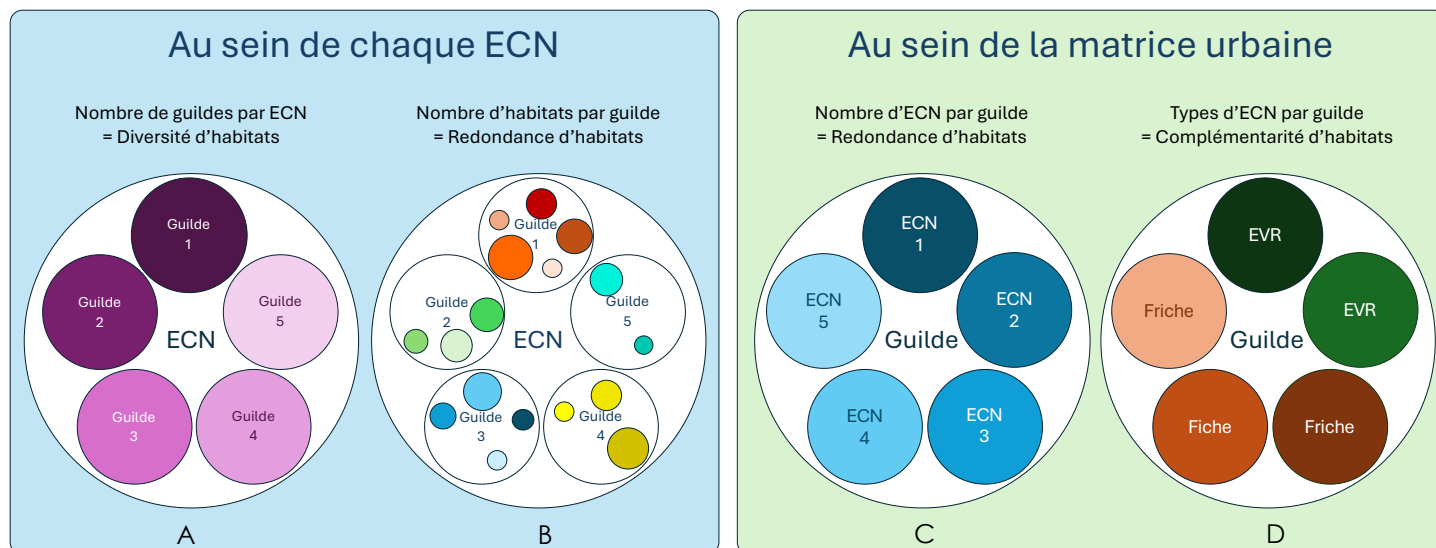 Au sein de chaque ECN
Nombre de guildes par ECN
= Diversité d'habitats
Nombre d'habitats par guilde
= Redondance d'habitats
Guilde
1
Guilde
2
Guilde
5
ECN
Guilde
3
Guilde
4
A
Guilde
1
Guilde
2
Guilde
5
ECN
Guilde
3
Guilde
4
B
Au sein de la matrice urbaine
Nombre d'ECN par guilde
= Redondance d'habitats
Types d'ECN par guilde
= Complémentarité d'habitats
ECN
1
ECN
5
ECN
2
Guilde
ECN
4
ECN
3
C
EVR
Friche
EVR
Guilde
Fiche
Friche
D